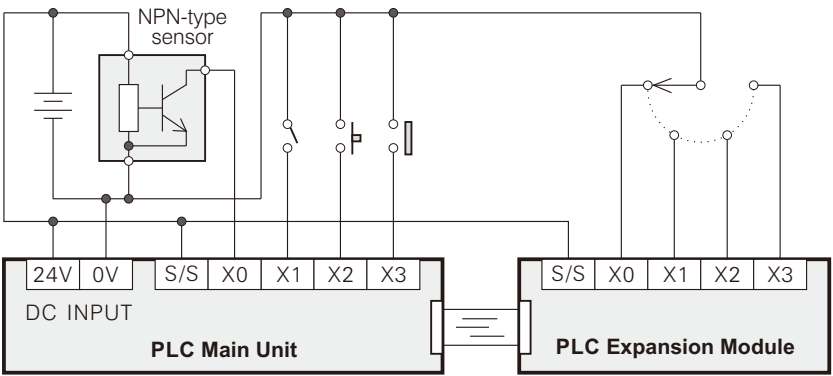 NPN-type
sensor
24V 0V S/S X0 X1 X2 X3
DC INPUT
PLC Main Unit
S/S X0 X1 X2 X3
PLC Expansion Module